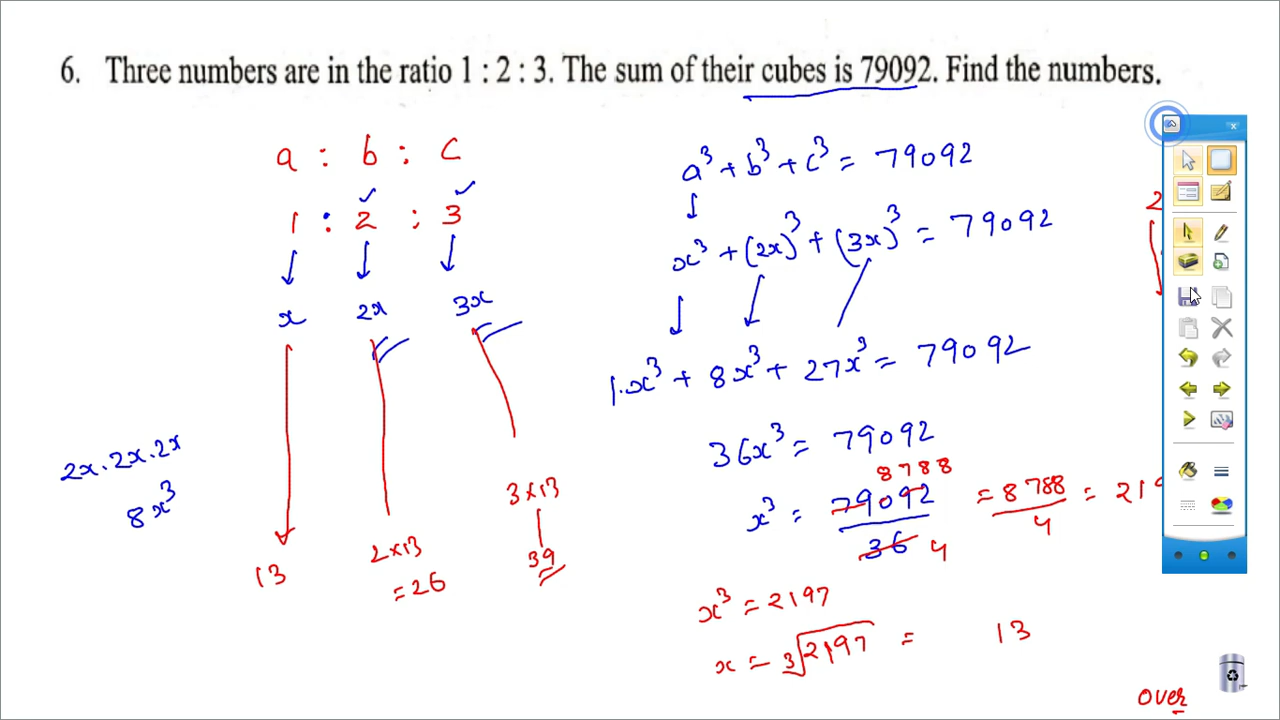 6. Three numbers are in the ratio 1 : 2 : 3. The sum of their cubes is 79092. Find the numbers.
a : b : c
1 : 2 : 3
x 2x 3x
2x.2x.2x
8x³
13
2x13
=26
3x13
39
a³ + b³ + c³ = 79092
x³ + (2x)³ + (3x)³ = 79092
1.x³ + 8x³ + 27x³ = 79092
36x³ = 79092
8788
x³ = 79092/36 = 8788/4 = 219
4
x³ = 2197
x = ³√2197 = 13
2
over